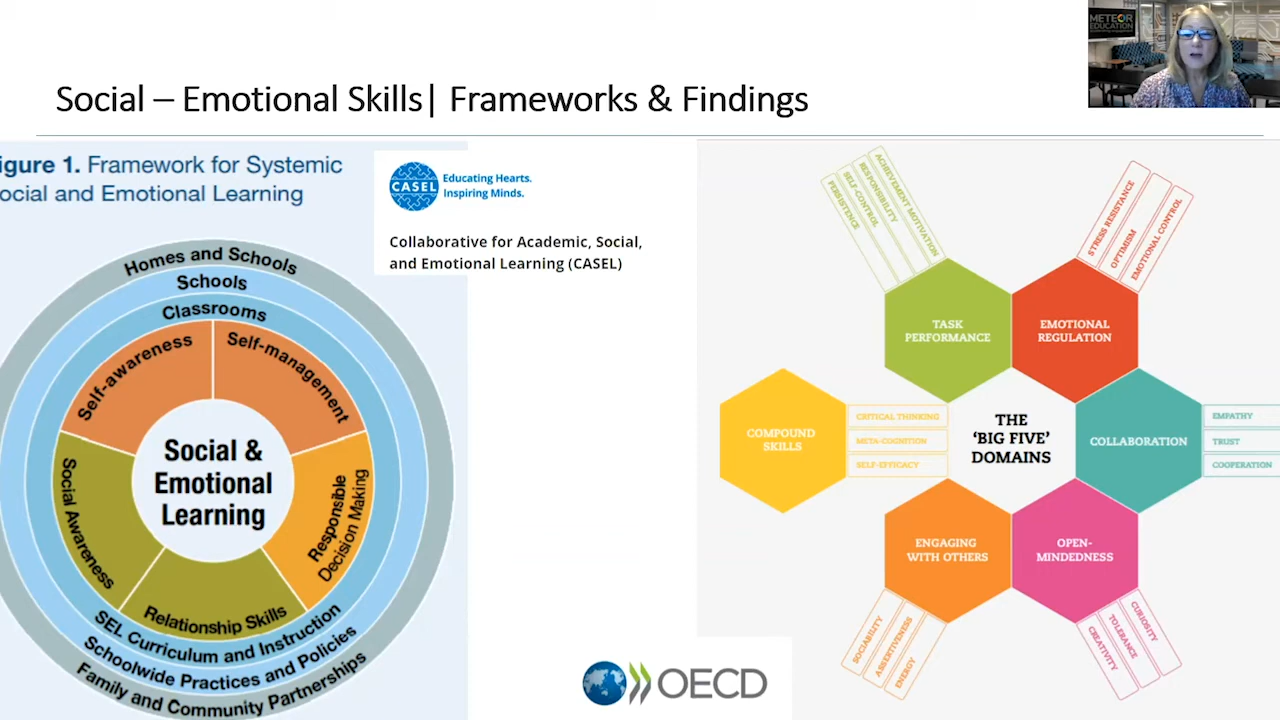 METEOR
EDUCATION
Social – Emotional Skills| Frameworks & Findings
igure 1. Framework for Systemic
ocial and Emotional Learning
CASEL
Educating Hearts.
Inspiring Minds.
Collaborative for Academic, Social,
and Emotional Learning (CASEL)
Homes and Schools
Schools
Classrooms
Self-awareness
Self-management
Social &
Emotional
Learning
Social Awareness
Responsible
Decision Making
Relationship Skills
SEL Curriculum and Instruction
Schoolwide Practices and Policies
Family and Community Partnerships
PERSISTENCE
SELF-CONTROL
RESPONSIBILITY
ACHIEVEMENT MOTIVATION
STRESS RESISTANCE
OPTIMISM
EMOTIONAL CONTROL
TASK
PERFORMANCE
EMOTIONAL
REGULATION
COMPOUND
SKILLS
CRITICAL THINKING
META-COGNITION
SELF-EFFICACY
THE
‘BIG FIVE’
DOMAINS
COLLABORATION
EMPATHY
TRUST
COOPERATION
ENGAGING
WITH OTHERS
OPEN-
MINDEDNESS
SOCIABILITY
ASSERTIVENESS
ENERGY
CREATIVITY
TOLERANCE
CURIOSITY
OECD